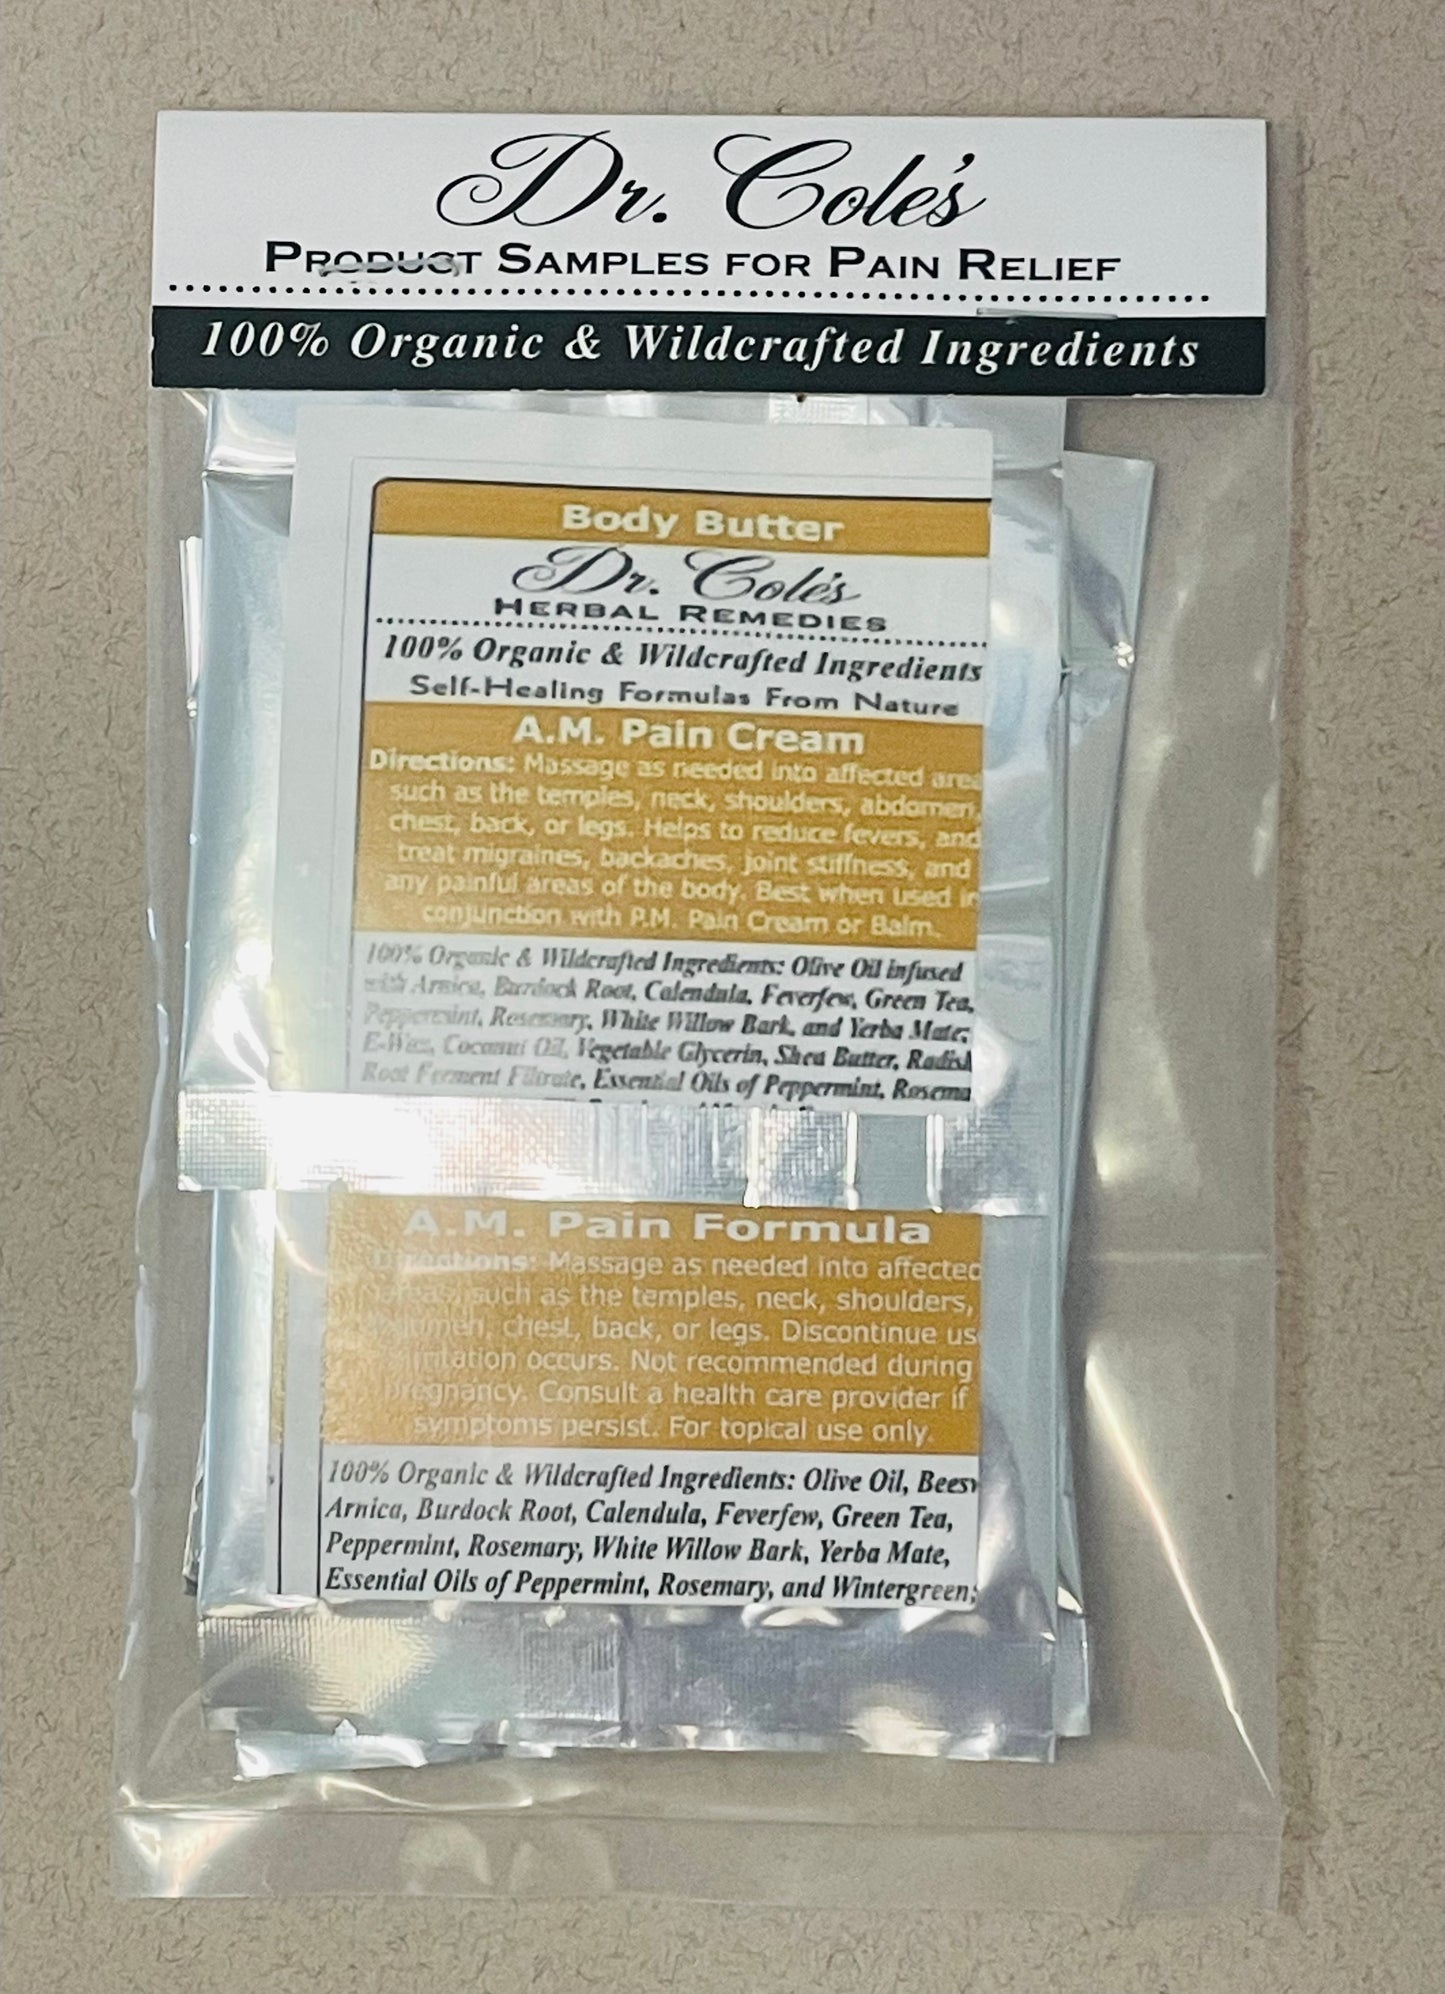 Dr. Cole's
Product Samples for Pain Relief
100% Organic & Wildcrafted Ingredients
Body Butter
Dr. Cole's
Herbal Remedies
100% Organic & Wildcrafted Ingredients
Self-Healing Formulas From Nature
A.M. Pain Cream
Directions: Massage as needed into affected area
such as the temples, neck, shoulders, abdomen,
chest, back, or legs. Helps to reduce fevers, and
treat migraines, backaches, joint stiffness, and
any painful areas of the body. Best when used in
conjunction with P.M. Pain Cream or Balm.
100% Organic & Wildcrafted Ingredients: Olive Oil infused
with Arnica, Burdock Root, Calendula, Feverfew, Green Tea,
Peppermint, Rosemary, White Willow Bark, and Yerba Mate;
E-Wax, Coconut Oil, Vegetable Glycerin, Shea Butter, Radish
Root Ferment Filtrate, Essential Oils of Peppermint, Rosema
A.M. Pain Formula
Directions: Massage as needed into affected
such as the temples, neck, shoulders,
chest, back, or legs. Discontinue us
irritation occurs. Not recommended during
pregnancy. Consult a health care provider if
symptoms persist. For topical use only.
100% Organic & Wildcrafted Ingredients: Olive Oil, Beesw
Arnica, Burdock Root, Calendula, Feverfew, Green Tea,
Peppermint, Rosemary, White Willow Bark, Yerba Mate,
Essential Oils of Peppermint, Rosemary, and Wintergreen;